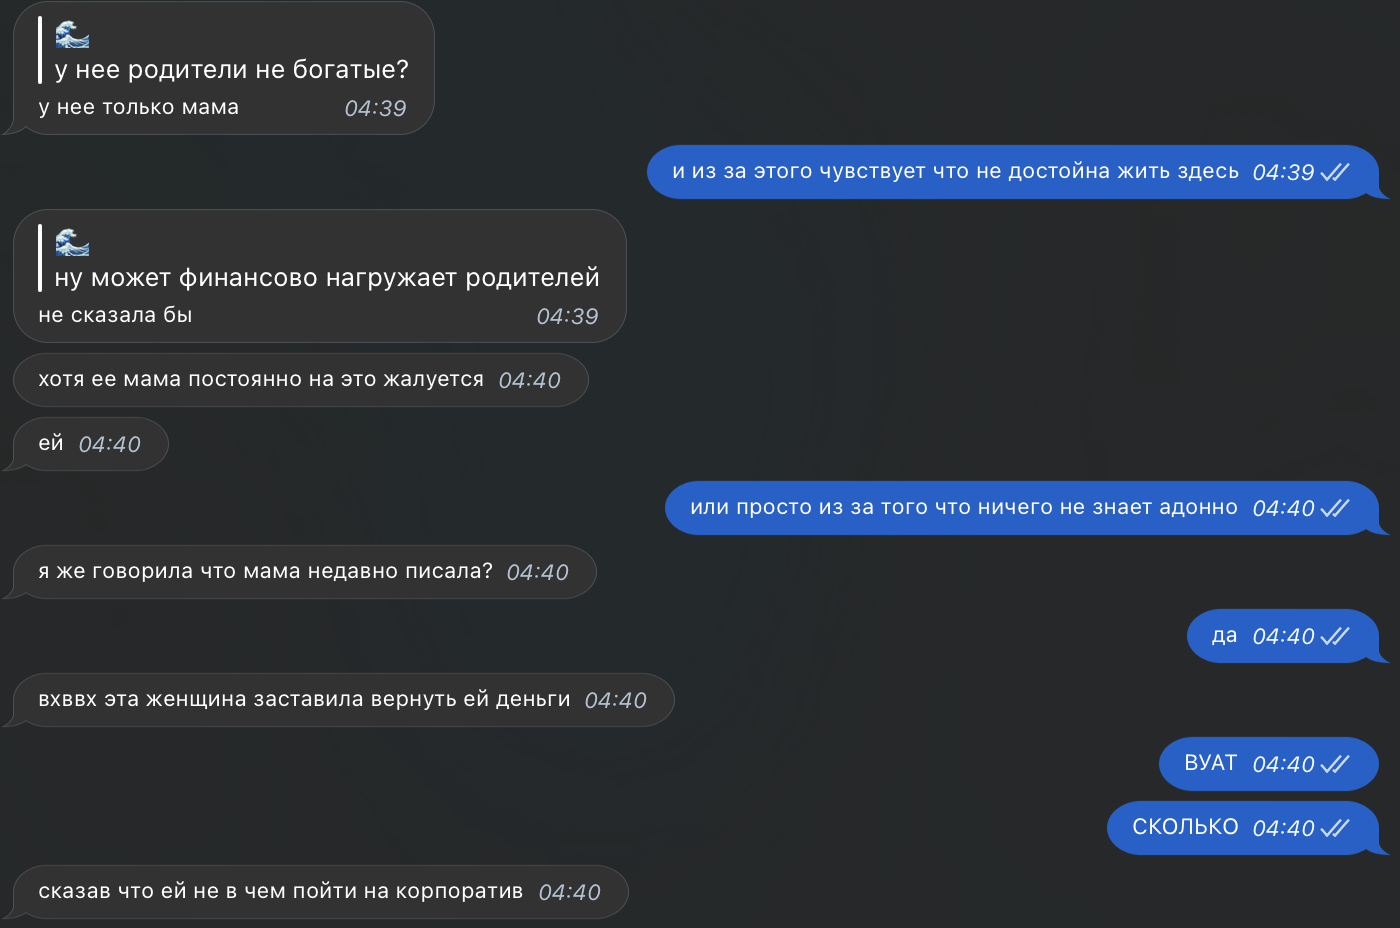 🌊
у нее родители не богатые?
у нее только мама 04:39
и из за этого чувствует что не достойна жить здесь 04:39
🌊
ну может финансово нагружает родителей
не сказала бы 04:39
хотя ее мама постоянно на это жалуется 04:40
ей 04:40
или просто из за того что ничего не знает адонно 04:40
я же говорила что мама недавно писала? 04:40
да 04:40
вхввх эта женщина заставила вернуть ей деньги 04:40
ВУАТ 04:40
СКОЛЬКО 04:40
сказав что ей не в чем пойти на корпоратив 04:40